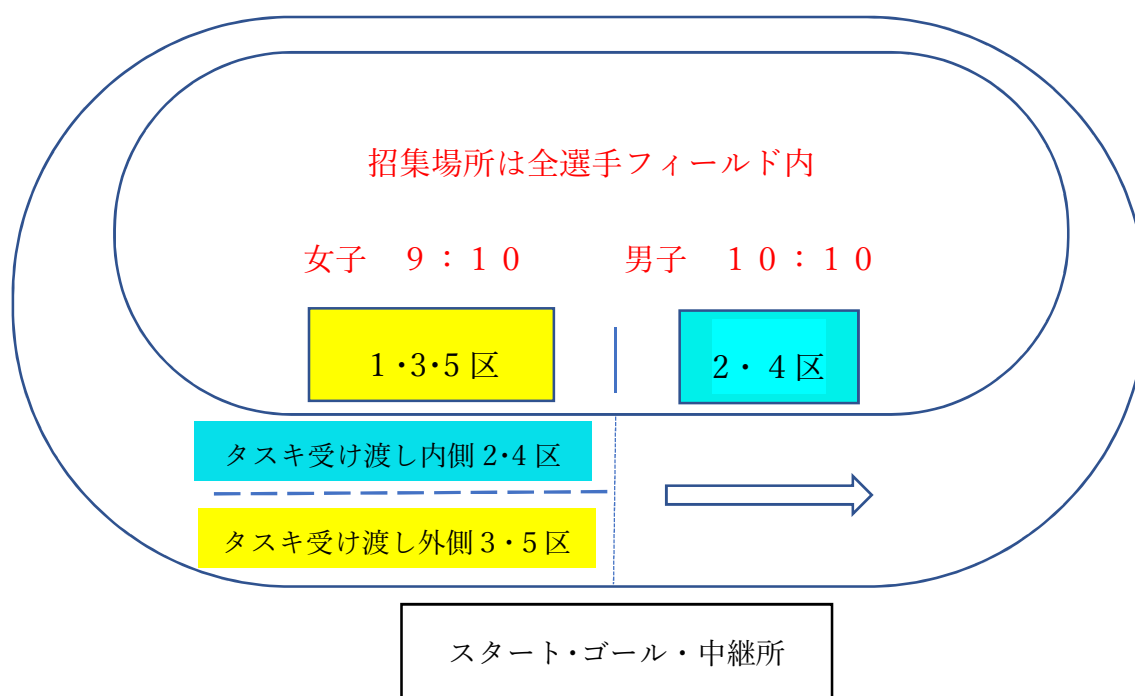 招集場所は全選手フィールド内
女子　９：１０　　　男子　１０：１０
1・3・5 区
2・４区
タスキ受け渡し内側 2・4 区
タスキ受け渡し外側３・５区
スタート・ゴール・中継所